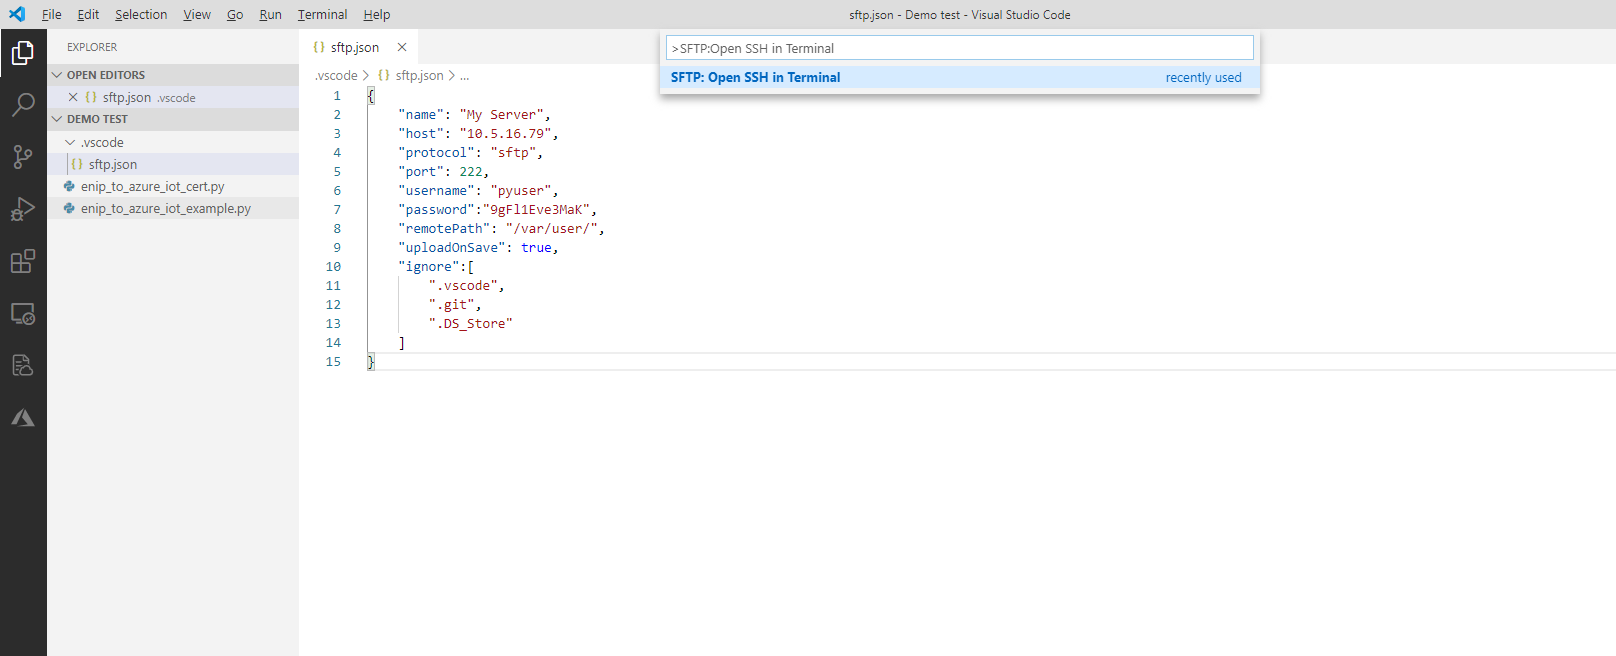 File Edit Selection View Go Run Terminal Help
sftp.json - Demo test - Visual Studio Code
EXPLORER
OPEN EDITORS
{} sftp.json .vscode
DEMO TEST
.vscode
{} sftp.json
enip_to_azure_iot_cert.py
enip_to_azure_iot_example.py
{} sftp.json
>SFTP:Open SSH in Terminal
SFTP: Open SSH in Terminal recently used
.vscode > {} sftp.json > ...
1 {
2 "name": "My Server",
3 "host": "10.5.16.79",
4 "protocol": "sftp",
5 "port": 222,
6 "username": "pyuser",
7 "password":"9gFl1Eve3MaK",
8 "remotePath": "/var/user/",
9 "uploadOnSave": true,
10 "ignore":[
11 ".vscode",
12 ".git",
13 ".DS_Store"
14 ]
15 }